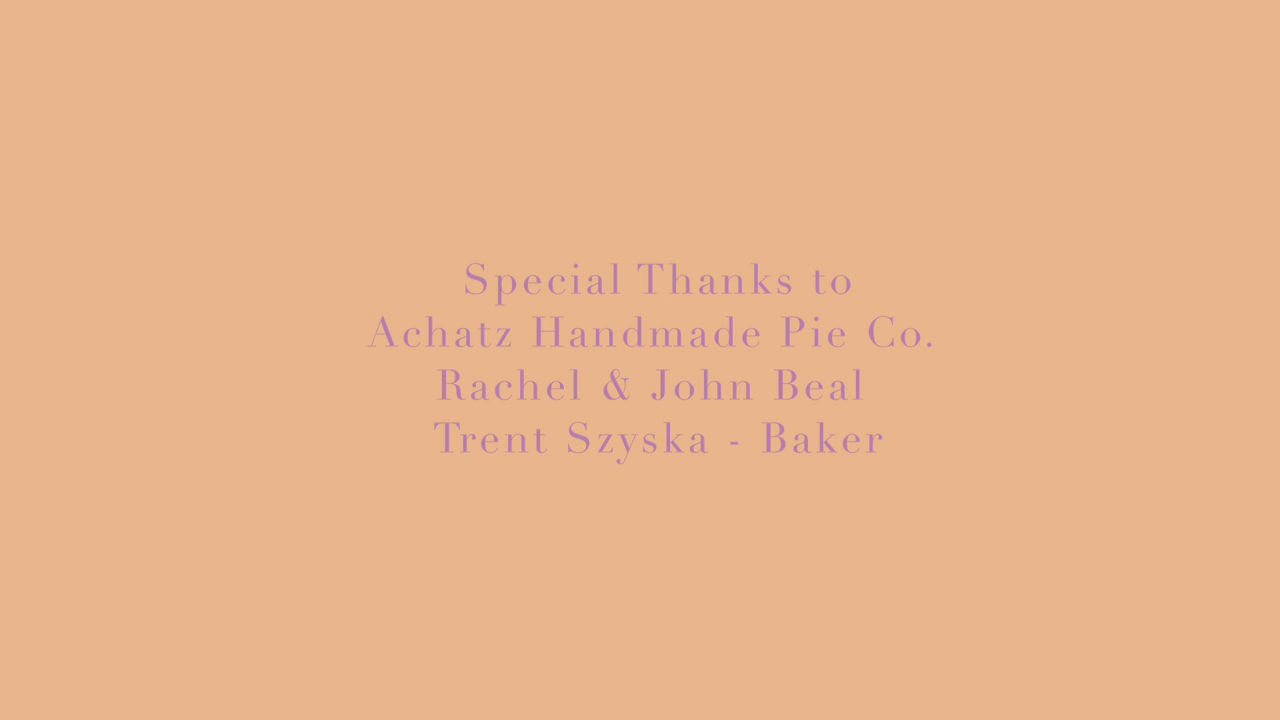 Special Thanks to
Achatz Handmade Pie Co.
Rachel & John Beal
Trent Szyska - Baker